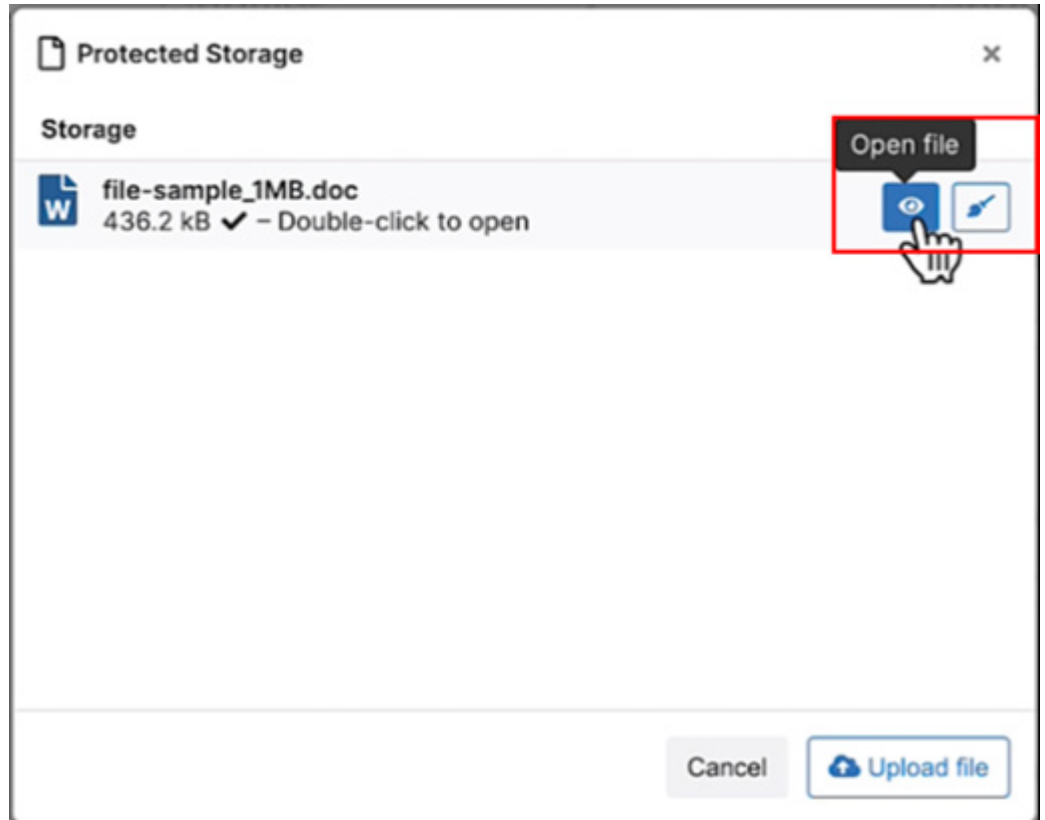 Protected Storage
Storage
Open file
file-sample_1MB.doc
436.2 kB ✔ – Double-click to open
Cancel
Upload file